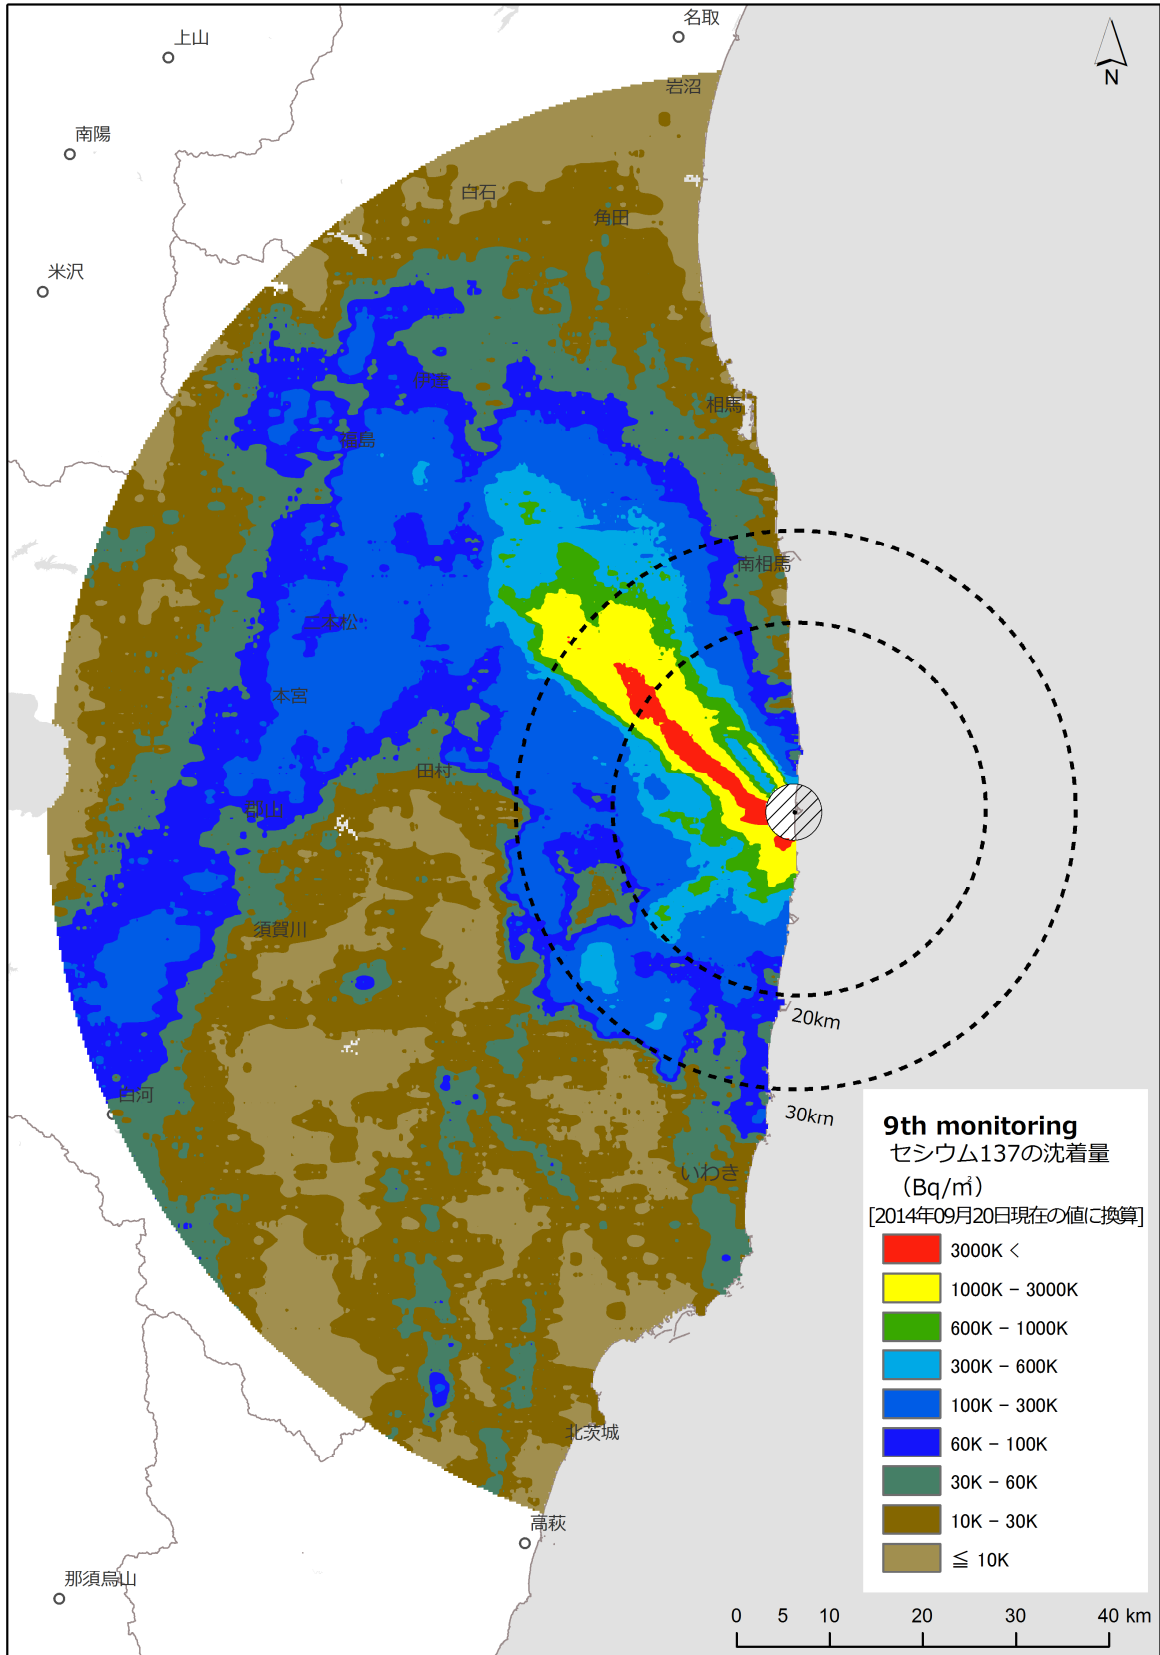 名取
上山
N
岩沼
南陽
白石
角田
米沢
伊達
相馬
福島
南相馬
二本松
本宮
田村
郡山
須賀川
20km
白河
30km
いわき
9th monitoring
セシウム137の沈着量
（Bq/㎡）
[2014年09月20日現在の値に換算]
3000K <
1000K − 3000K
600K − 1000K
300K − 600K
100K − 300K
60K − 100K
30K − 60K
10K − 30K
≦ 10K
北茨城
高萩
那須烏山
0 5 10 20 30 40 km